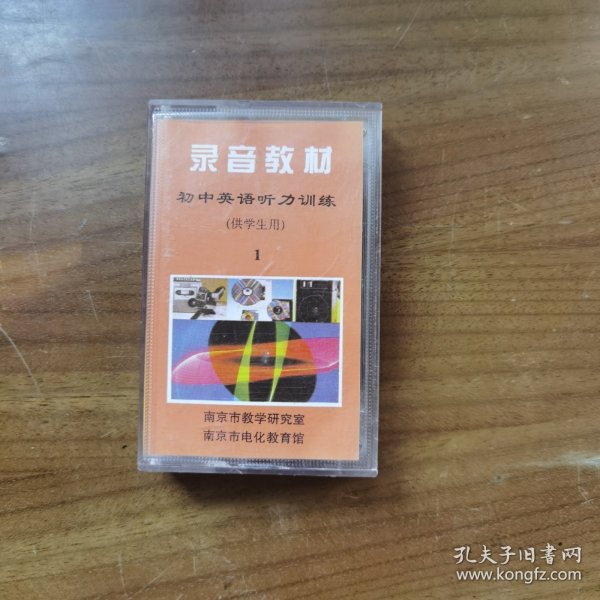 录音教材
初中英语听力训练
(供学生用)
1
南京市教学研究室
南京市电化教育馆
孔夫子旧书网
www.kongfz.com